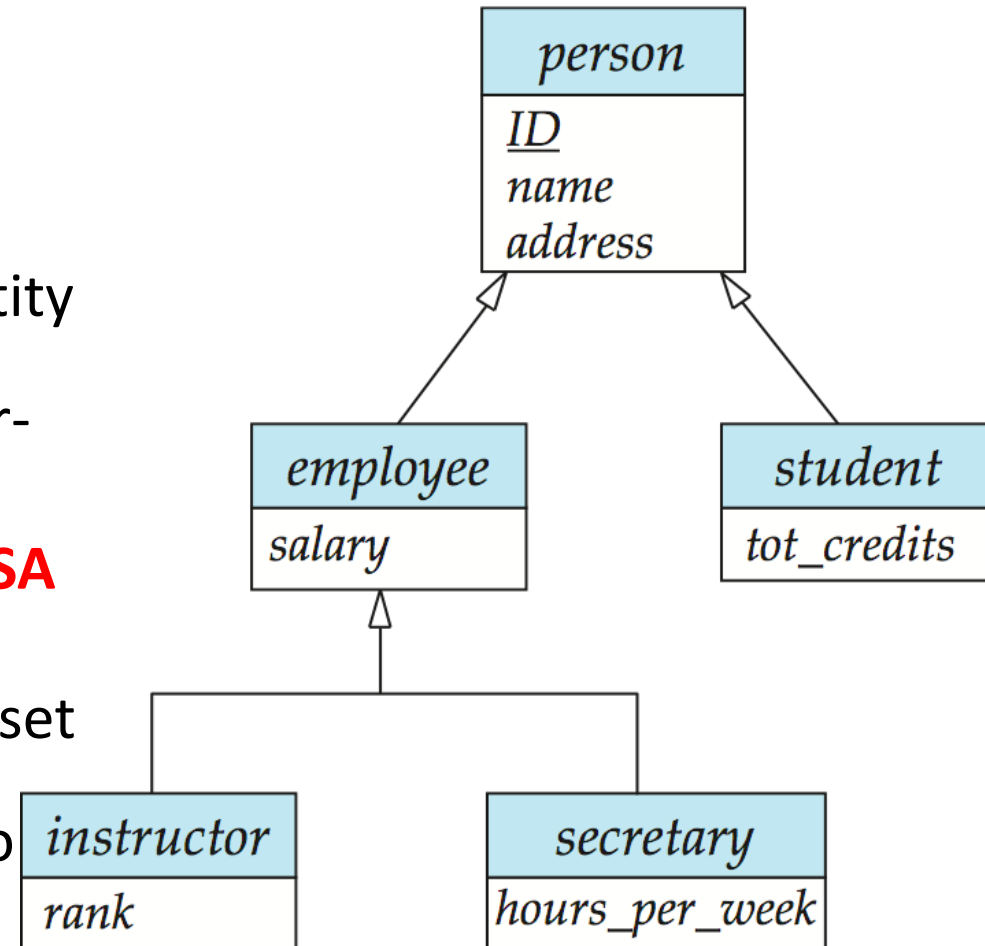 person
ID
name
address
tity
r-
employee
student
salary
tot_credits
SA
set
o
instructor
secretary
rank
hours_per_week